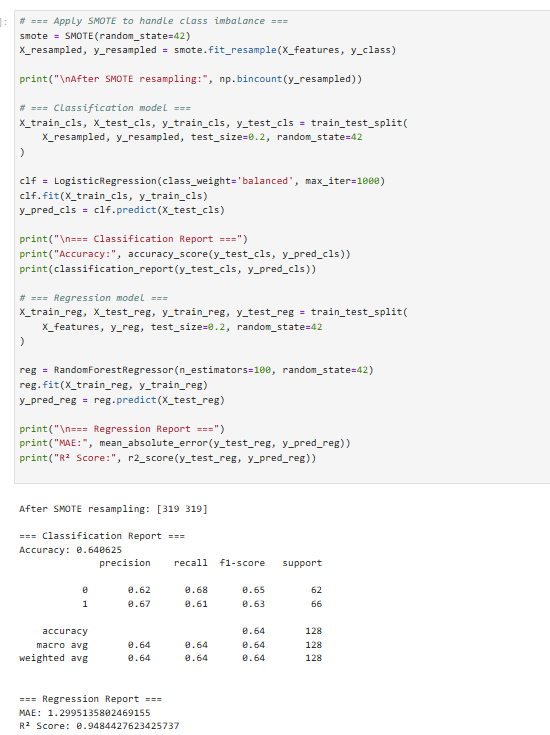 ]:
# === Apply SMOTE to handle class imbalance ===
smote = SMOTE(random_state=42)
X_resampled, y_resampled = smote.fit_resample(X_features, y_class)
print("\nAfter SMOTE resampling:", np.bincount(y_resampled))
# === Classification model ===
X_train_cls, X_test_cls, y_train_cls, y_test_cls = train_test_split(
    X_resampled, y_resampled, test_size=0.2, random_state=42
)
clf = LogisticRegression(class_weight='balanced', max_iter=1000)
clf.fit(X_train_cls, y_train_cls)
y_pred_cls = clf.predict(X_test_cls)
print("\n=== Classification Report ===")
print("Accuracy:", accuracy_score(y_test_cls, y_pred_cls))
print(classification_report(y_test_cls, y_pred_cls))
# === Regression model ===
X_train_reg, X_test_reg, y_train_reg, y_test_reg = train_test_split(
    X_features, y_reg, test_size=0.2, random_state=42
)
reg = RandomForestRegressor(n_estimators=100, random_state=42)
reg.fit(X_train_reg, y_train_reg)
y_pred_reg = reg.predict(X_test_reg)
print("\n=== Regression Report ===")
print("MAE:", mean_absolute_error(y_test_reg, y_pred_reg))
print("R² Score:", r2_score(y_test_reg, y_pred_reg))
After SMOTE resampling: [319 319]
=== Classification Report ===
Accuracy: 0.640625
              precision    recall  f1-score   support
           0       0.62      0.68      0.65        62
           1       0.67      0.61      0.63        66
    accuracy                           0.64       128
   macro avg       0.64      0.64      0.64       128
weighted avg       0.64      0.64      0.64       128
=== Regression Report ===
MAE: 1.2995135802469155
R² Score: 0.9484427623425737